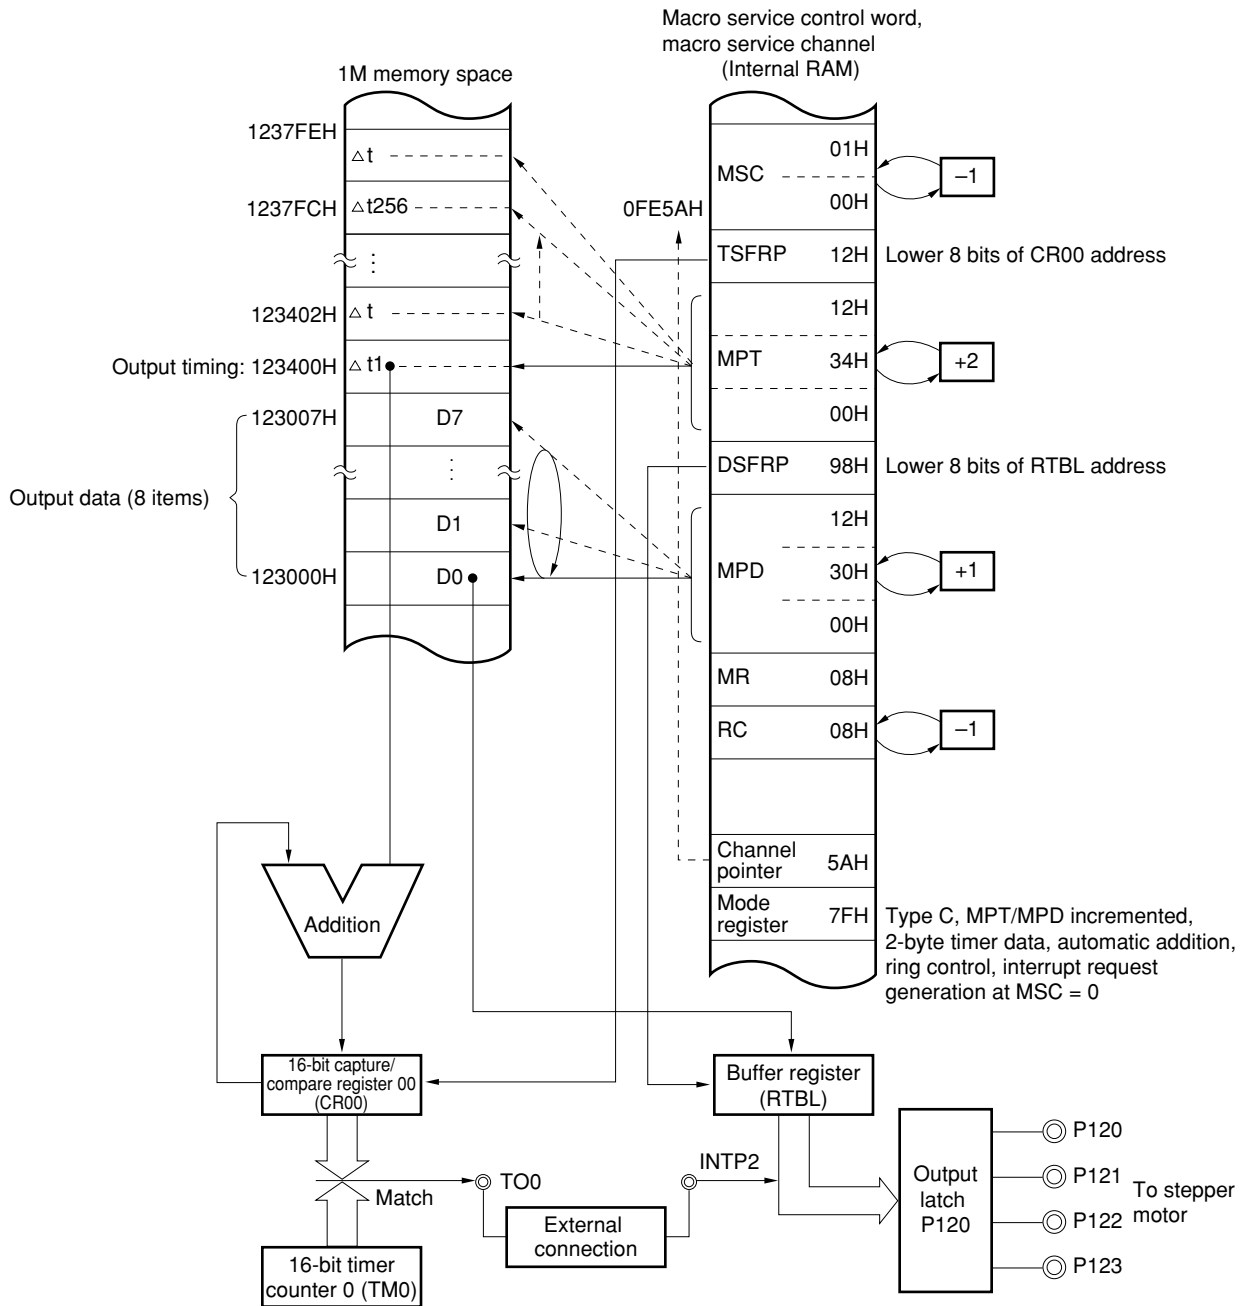 Macro service control word,
macro service channel
(Internal RAM)
1M memory space
1237FEH
△t
1237FCH
△t256
⋮
123402H
△t
Output timing: 123400H
△t1
123007H
D7
⋮
Output data (8 items)
D1
123000H
D0
0FE5AH
MSC
01H
00H
–1
TSFRP
12H
Lower 8 bits of CR00 address
MPT
12H
34H
00H
+2
DSFRP
98H
Lower 8 bits of RTBL address
MPD
12H
30H
00H
+1
MR
08H
RC
08H
–1
Channel
pointer
5AH
Mode
register
7FH
Type C, MPT/MPD incremented,
2-byte timer data, automatic addition,
ring control, interrupt request
generation at MSC = 0
Addition
16-bit capture/
compare register 00
(CR00)
Buffer register
(RTBL)
Match
TO0
INTP2
External
connection
16-bit timer
counter 0 (TM0)
Output
latch
P120
P120
P121
P122
P123
To stepper
motor